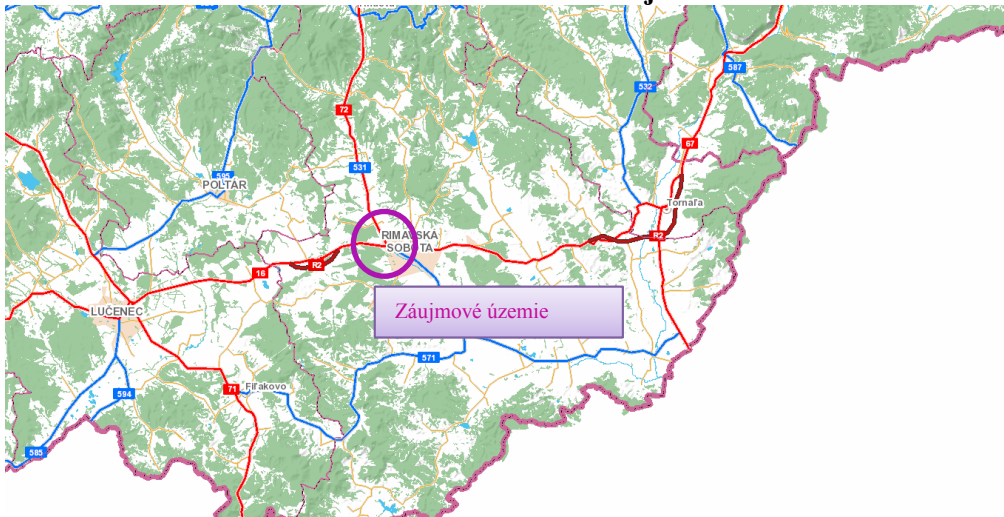 532
587
72
67
531
595
POLTÁR
Tornaľa
RIMAVSKÁ
SOBOTA
R2
R2
16
Záujmové územie
LUČENEC
571
71
Fiľakovo
594
585